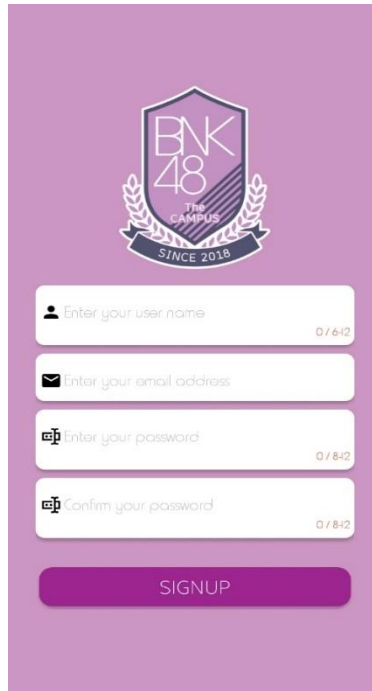 BNK
48
The
CAMPUS
SINCE 2018
Enter your user name
0 / 6-12
Enter your email address
Enter your password
0 / 8-12
Confirm your password
0 / 8-12
SIGNUP